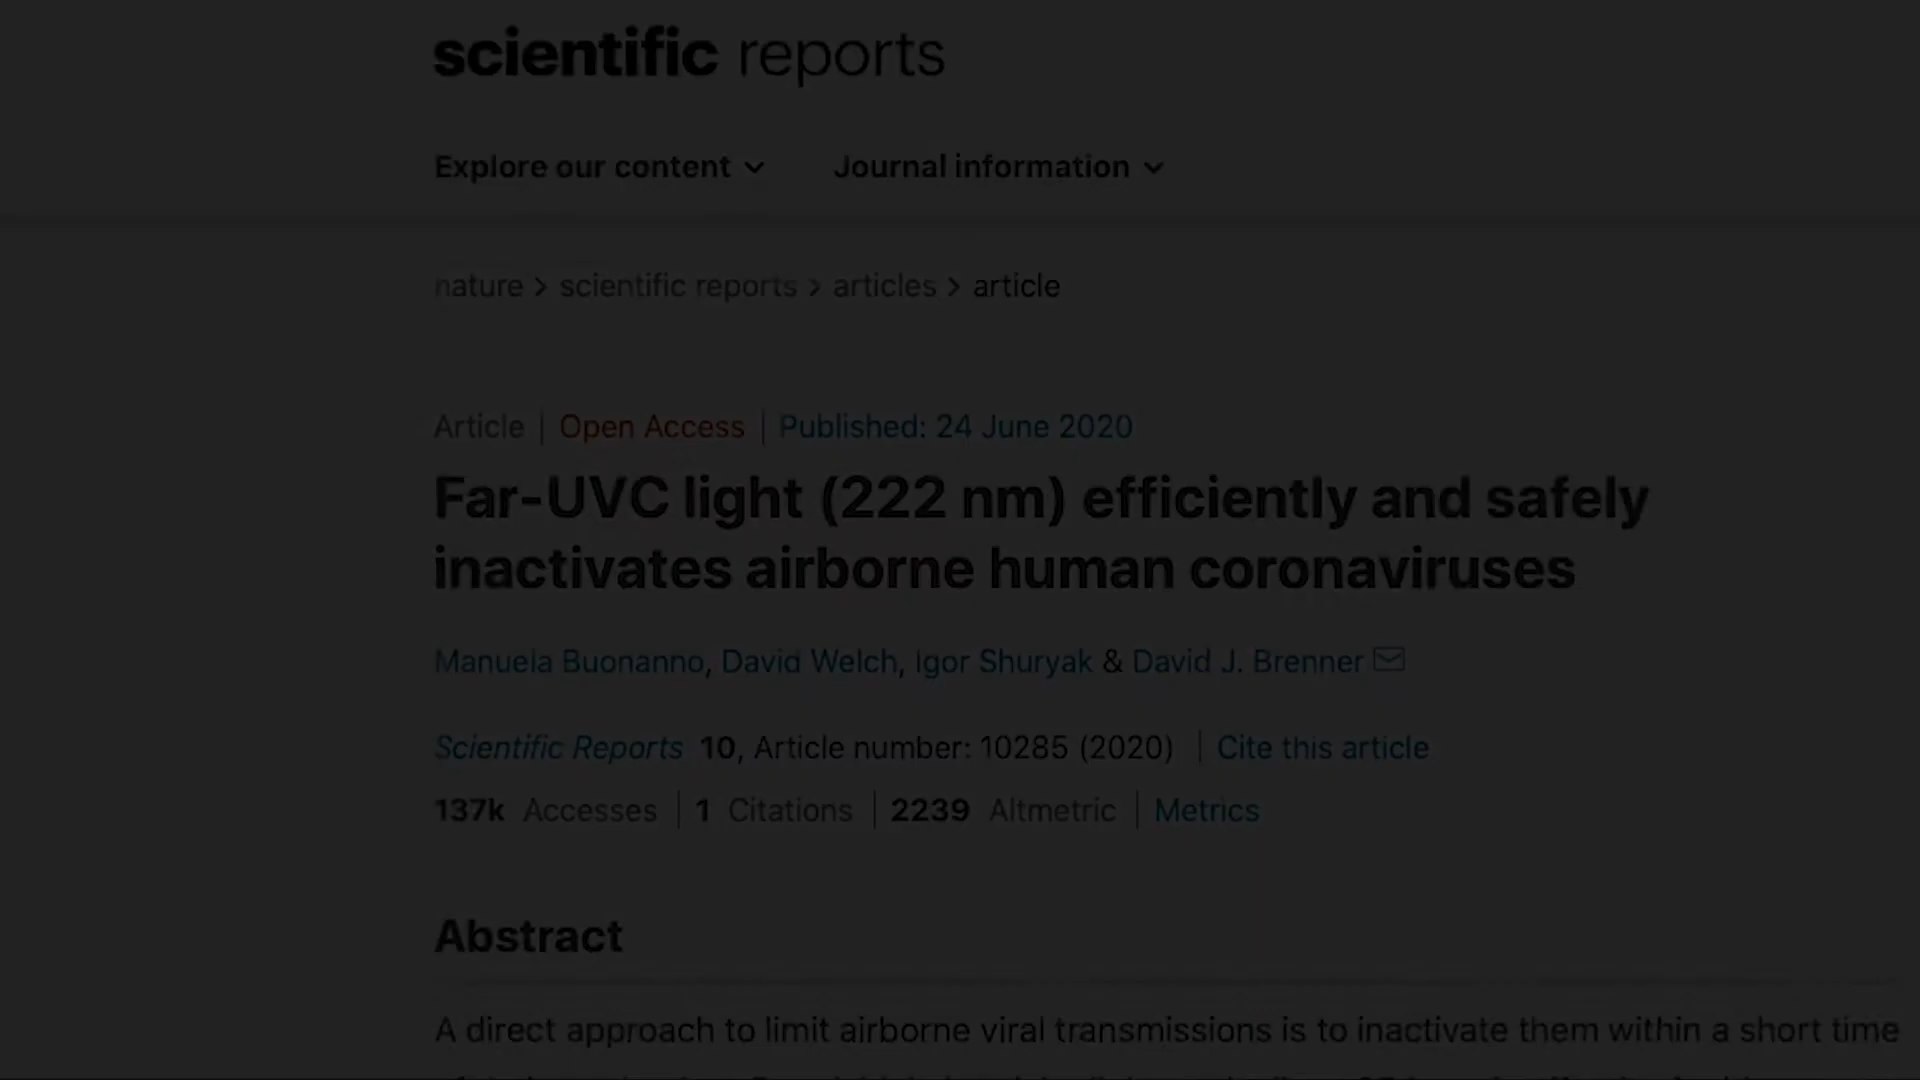 scientific reports
Explore our content Journal information
nature > scientific reports > articles > article
Article | Open Access | Published: 24 June 2020
Far-UVC light (222 nm) efficiently and safely
inactivates airborne human coronaviruses
Manuela Buonanno, David Welch, Igor Shuryak & David J. Brenner
Scientific Reports 10, Article number: 10285 (2020) | Cite this article
137k Accesses | 1 Citations | 2239 Altmetric | Metrics
Abstract
A direct approach to limit airborne viral transmissions is to inactivate them within a short time